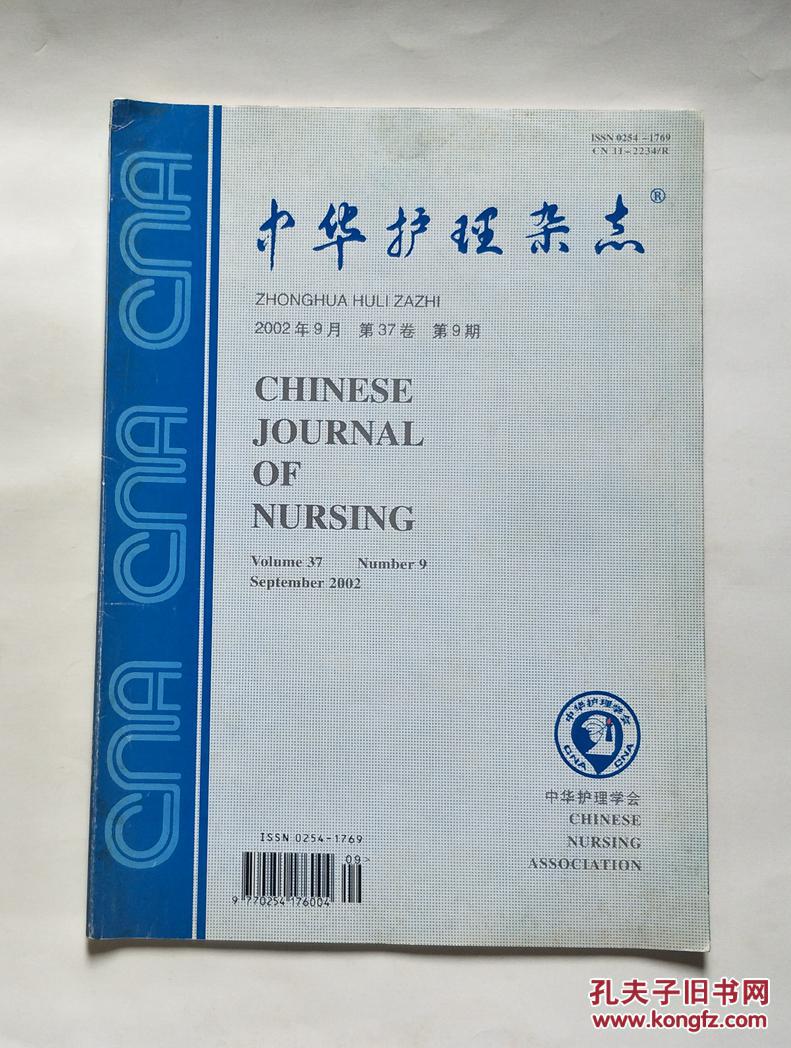 ISSN 0254-1769
CN 11-2234/R
中华护理杂志®
ZHONGHUA HULI ZAZHI
2002年9月 第37卷 第9期
CHINESE
JOURNAL
OF
NURSING
Volume 37 Number 9
September 2002
CNA CNA CNA
中华护理学会
CNA CNA
中华护理学会
CHINESE
NURSING
ASSOCIATION
ISSN 0254-1769
09>
9 770254 176004
孔夫子旧书网
www.kongfz.com